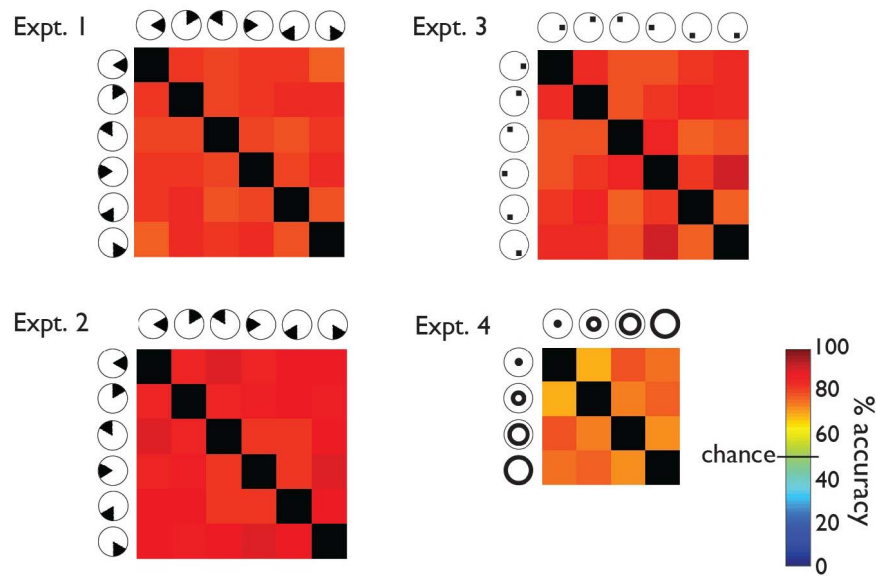 Expt. 1
Expt. 3
Expt. 2
Expt. 4
100
80
60
chance
40
20
0
% accuracy